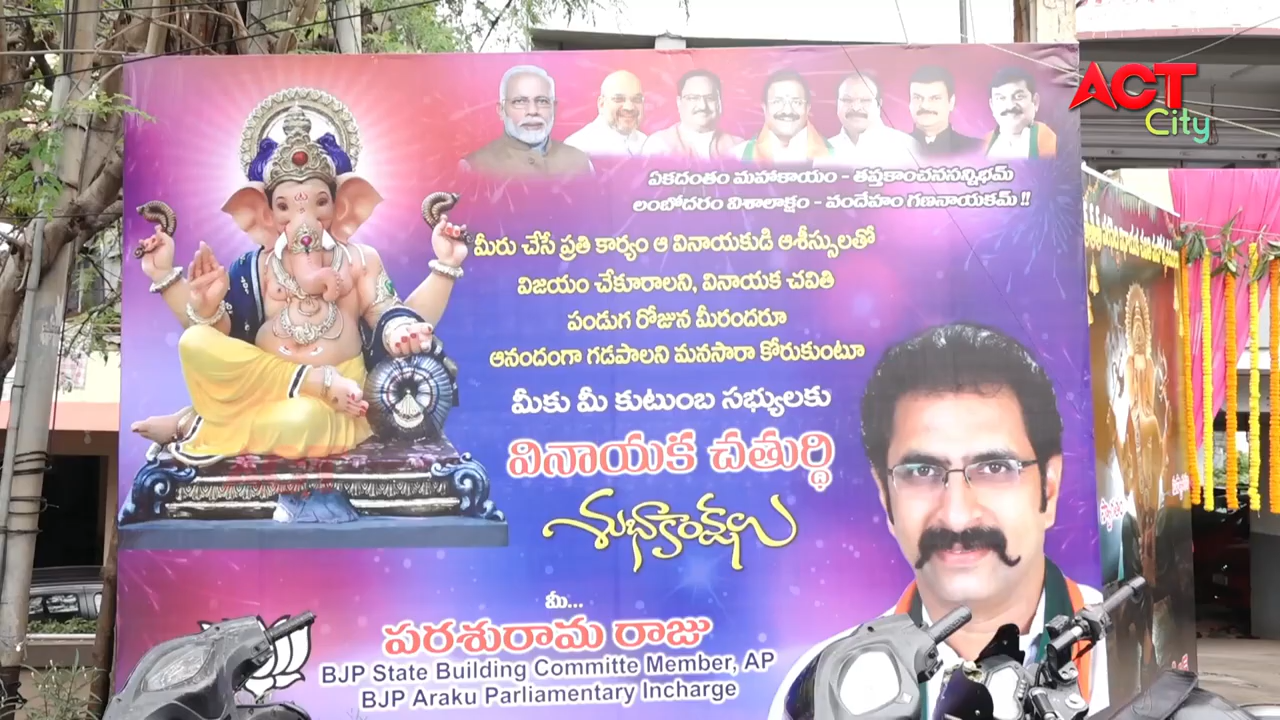 ACT
City
ఏకదంతం మహాకాయం - తప్తకాంచనసన్నిభమ్
లంబోదరం విశాలాక్షం - వందేహం గణనాయకమ్ !!
మీరు చేసే ప్రతి కార్యం ఆ వినాయకుడి ఆశీస్సులతో
విజయం చేకూరాలని, వినాయక చవితి
పండుగ రోజున మీరందరూ
ఆనందంగా గడపాలని మనసారా కోరుకుంటూ
మీకు మీ కుటుంబ సభ్యులకు
వినాయక చతుర్థి
శుభాకాంక్షలు
మీ...
పరశురామ రాజు
BJP State Building Committe Member, AP
BJP Araku Parliamentary Incharge